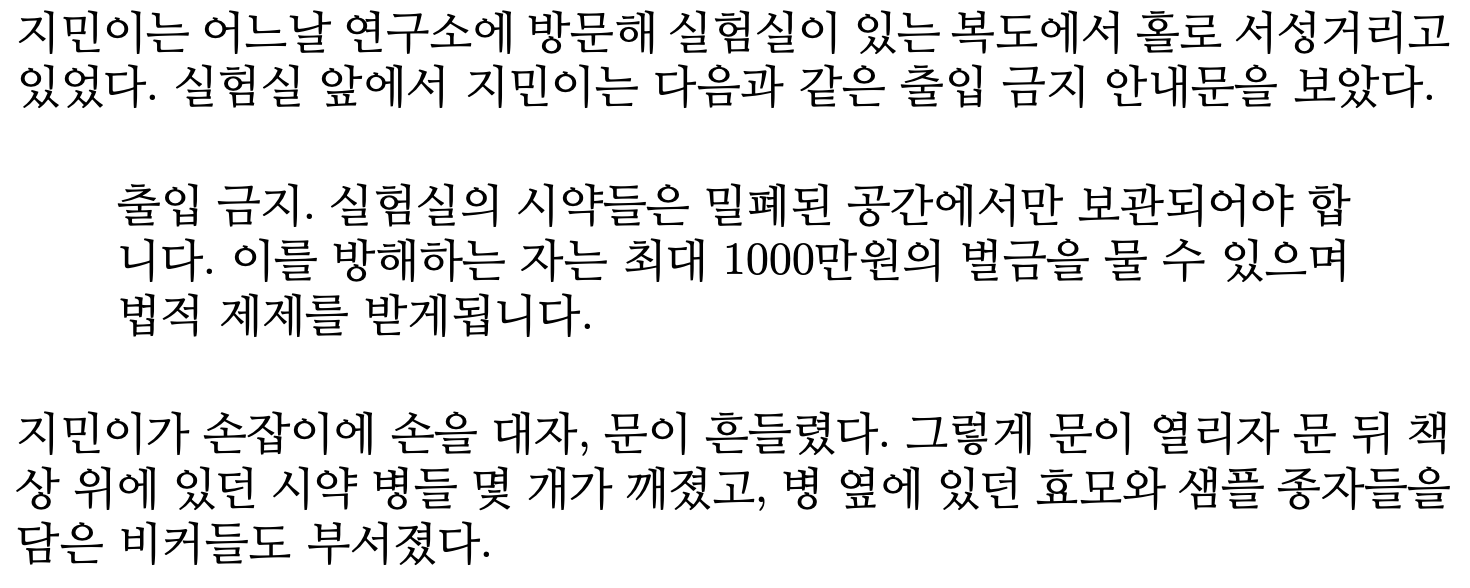 지민이는 어느날 연구소에 방문해 실험실이 있는 복도에서 홀로 서성거리고
있었다. 실험실 앞에서 지민이는 다음과 같은 출입 금지 안내문을 보았다.
출입 금지. 실험실의 시약들은 밀폐된 공간에서만 보관되어야 합
니다. 이를 방해하는 자는 최대 1000만원의 벌금을 물 수 있으며
법적 제제를 받게됩니다.
지민이가 손잡이에 손을 대자, 문이 흔들렸다. 그렇게 문이 열리자 문 뒤 책
상 위에 있던 시약 병들 몇 개가 깨졌고, 병 옆에 있던 효모와 샘플 종자들을
담은 비커들도 부서졌다.